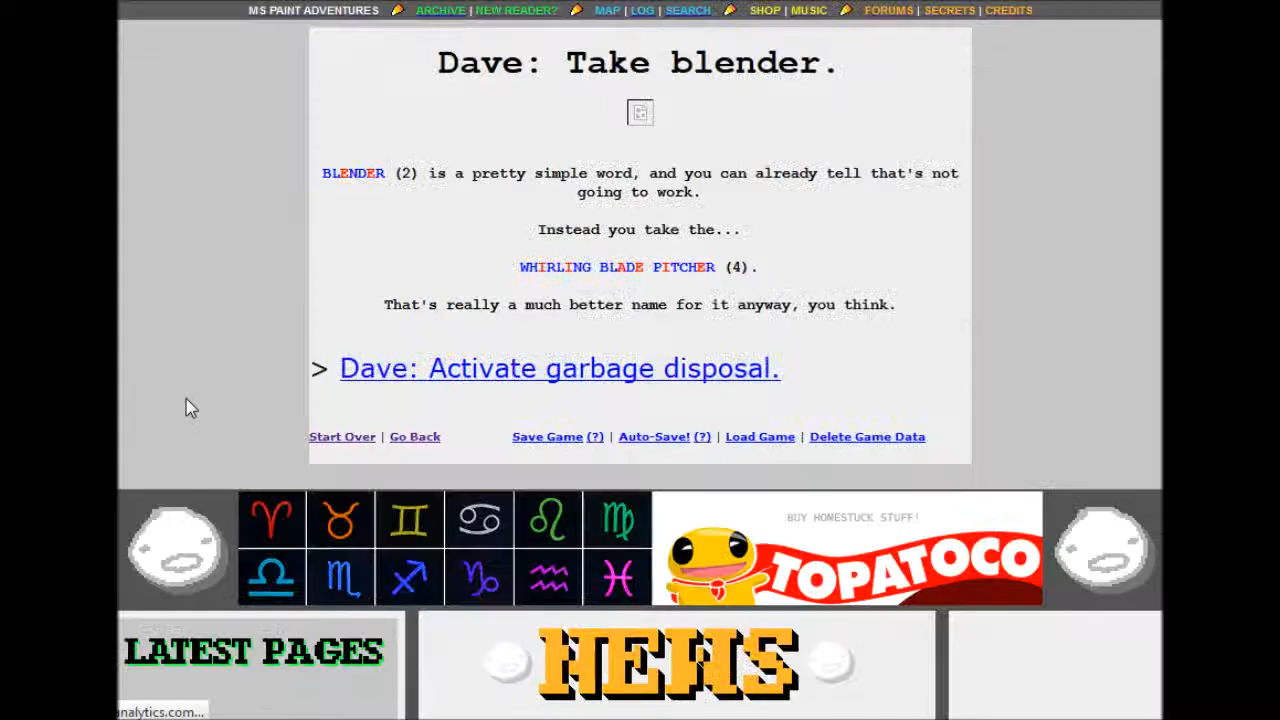 MS PAINT ADVENTURES ARCHIVE | NEW READER? MAP | LOG | SEARCH SHOP | MUSIC FORUMS | SECRETS | CREDITS
Dave: Take blender.
BLENDER (2) is a pretty simple word, and you can already tell that's not
going to work.
Instead you take the...
WHIRLING BLADE PITCHER (4).
That's really a much better name for it anyway, you think.
> Dave: Activate garbage disposal.
Start Over | Go Back Save Game (?) | Auto-Save! (?) | Load Game | Delete Game Data
♈ ♉ ♊ ♋ ♌ ♍
♎ ♏ ♐ ♑ ♒ ♓
BUY HOMESTUCK STUFF!
TOPATOCO
LATEST PAGES
NEWS
analytics.com...